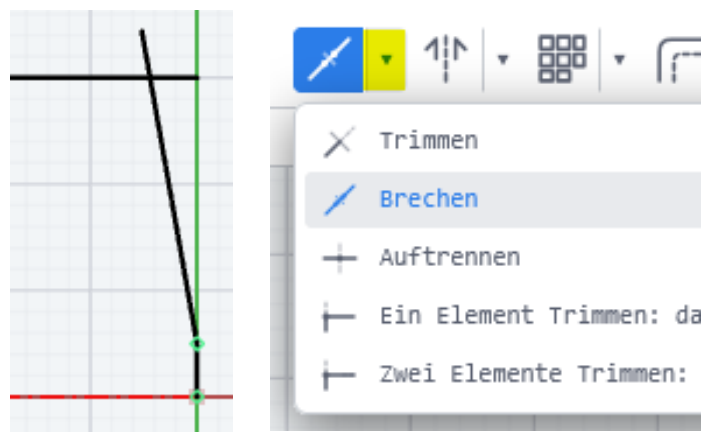 Trimmen
Brechen
Auftrennen
Ein Element Trimmen: da
Zwei Elemente Trimmen: